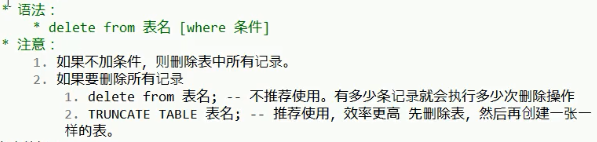 * 语法：
* delete from 表名 [where 条件]
* 注意：
1. 如果不加条件，则删除表中所有记录。
2. 如果要删除所有记录
1. delete from 表名; -- 不推荐使用。有多少条记录就会执行多少次删除操作
2. TRUNCATE TABLE 表名; -- 推荐使用，效率更高 先删除表，然后再创建一张一
样的表。